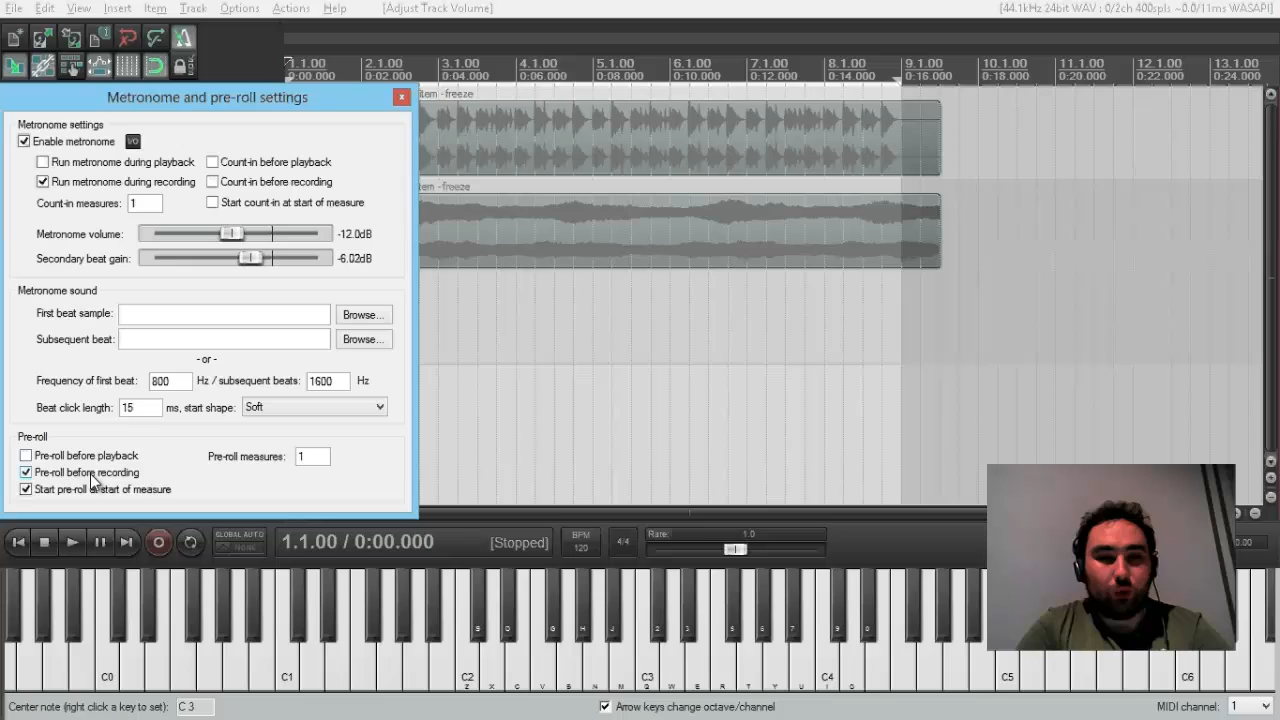 File Edit View Insert Item Track Options Actions Help [Adjust Track Volume] [44.1kHz 24bit WAV : 0/2ch 400spls ~0.0/11ms WASAPI]
1.1.00 2.1.00 3.1.00 4.1.00 5.1.00 6.1.00 7.1.00 8.1.00 9.1.00 10.1.00 11.1.00 12.1.00 13.1.00
0:00.000 0:02.000 0:04.000 0:06.000 0:08.000 0:10.000 0:12.000 0:14.000 0:16.000 0:18.000 0:20.000 0:22.000 0:24.000
Metronome and pre-roll settings x
item - freeze
Metronome settings
Enable metronome I/O
Run metronome during playback Count-in before playback
Run metronome during recording Count-in before recording
item - freeze
Count-in measures: 1 Start count-in at start of measure
Metronome volume: -12.0dB
Secondary beat gain: -6.02dB
Metronome sound
First beat sample: Browse...
Subsequent beat: Browse...
- or -
Frequency of first beat: 800 Hz / subsequent beats: 1600 Hz
Beat click length: 15 ms, start shape: Soft
Pre-roll
Pre-roll before playback Pre-roll measures: 1
Pre-roll before recording
Start pre-roll at start of measure
GLOBAL AUTO
NONE
1.1.00 / 0:00.000 [Stopped]
BPM
120
4/4
Rate: 1.0
0.00
S D G H J 2 3 5 6 7 9 0
C0 C1 C2 C3 C4 C5 C6
Z X C V B N M Q W E R T Y U I O
Center note (right click a key to set): C 3 Arrow keys change octave/channel MIDI channel: 1